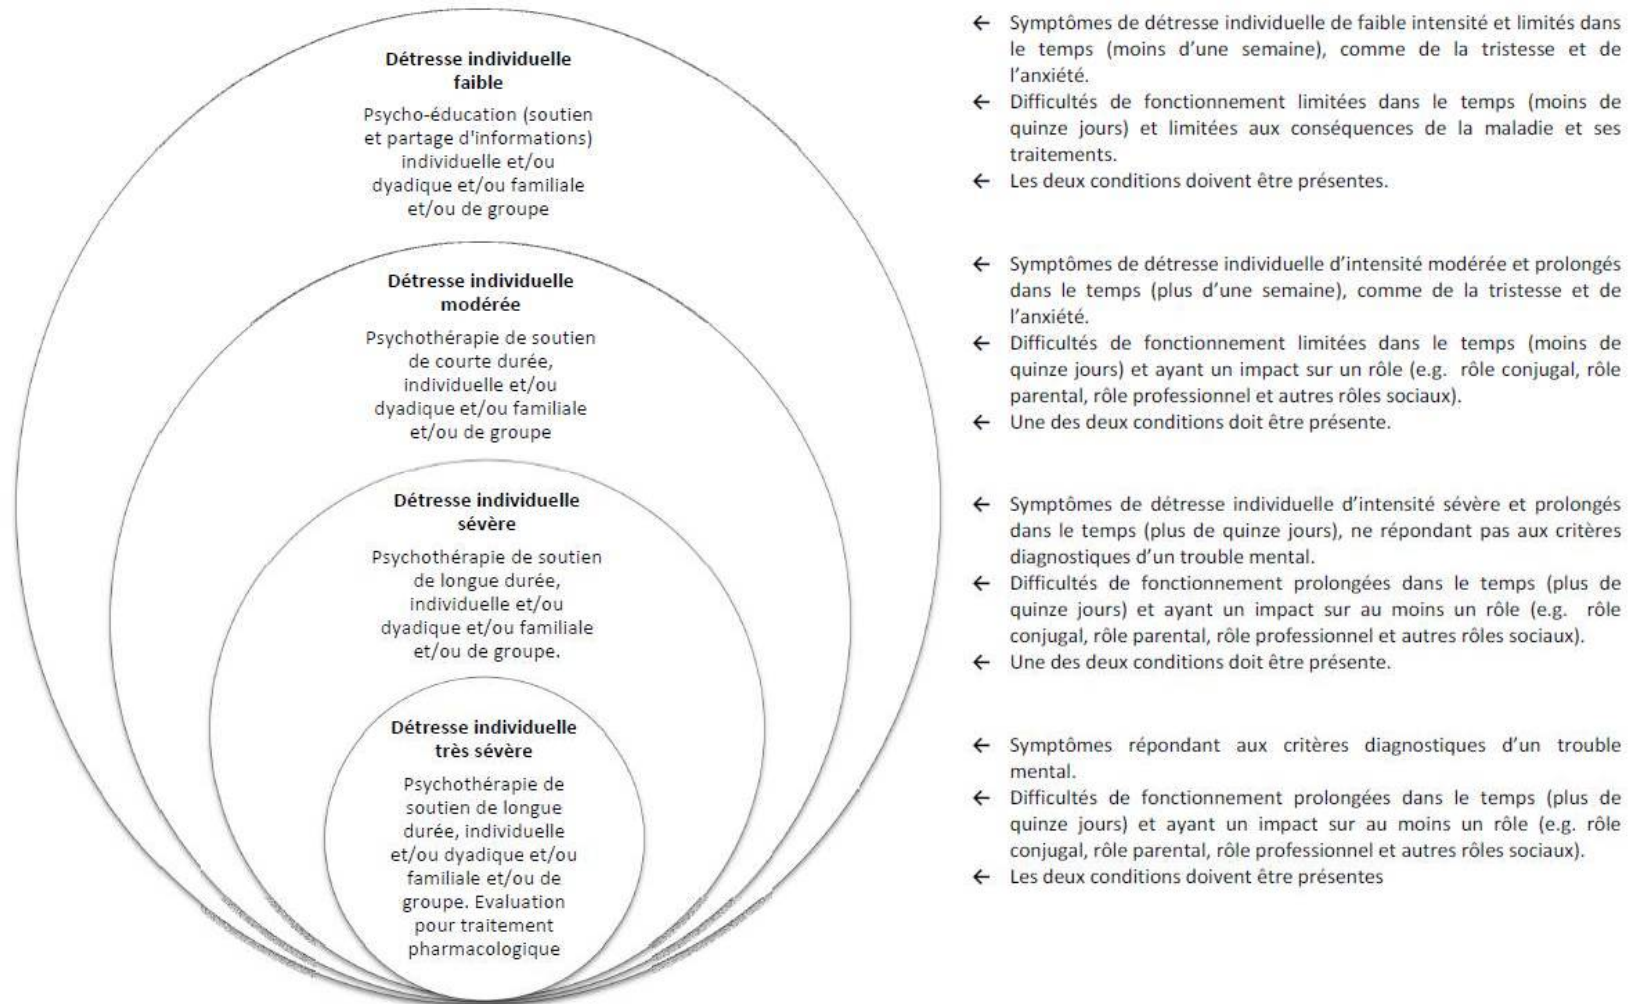 Détresse individuelle
faible
Psycho-éducation (soutien
et partage d'informations)
individuelle et/ou
dyadique et/ou familiale
et/ou de groupe
← Symptômes de détresse individuelle de faible intensité et limités dans
le temps (moins d’une semaine), comme de la tristesse et de
l’anxiété.
← Difficultés de fonctionnement limitées dans le temps (moins de
quinze jours) et limitées aux conséquences de la maladie et ses
traitements.
← Les deux conditions doivent être présentes.
Détresse individuelle
modérée
Psychothérapie de soutien
de courte durée,
individuelle et/ou
dyadique et/ou familiale
et/ou de groupe
← Symptômes de détresse individuelle d’intensité modérée et prolongés
dans le temps (plus d’une semaine), comme de la tristesse et de
l’anxiété.
← Difficultés de fonctionnement limitées dans le temps (moins de
quinze jours) et ayant un impact sur un rôle (e.g. rôle conjugal, rôle
parental, rôle professionnel et autres rôles sociaux).
← Une des deux conditions doit être présente.
Détresse individuelle
sévère
Psychothérapie de soutien
de longue durée,
individuelle et/ou
dyadique et/ou familiale
et/ou de groupe.
← Symptômes de détresse individuelle d’intensité sévère et prolongés
dans le temps (plus de quinze jours), ne répondant pas aux critères
diagnostiques d’un trouble mental.
← Difficultés de fonctionnement prolongées dans le temps (plus de
quinze jours) et ayant un impact sur au moins un rôle (e.g. rôle
conjugal, rôle parental, rôle professionnel et autres rôles sociaux).
← Une des deux conditions doit être présente.
Détresse individuelle
très sévère
Psychothérapie de
soutien de longue
durée, individuelle
et/ou dyadique et/ou
familiale et/ou de
groupe. Evaluation
pour traitement
pharmacologique
← Symptômes répondant aux critères diagnostiques d’un trouble
mental.
← Difficultés de fonctionnement prolongées dans le temps (plus de
quinze jours) et ayant un impact sur au moins un rôle (e.g. rôle
conjugal, rôle parental, rôle professionnel et autres rôles sociaux).
← Les deux conditions doivent être présentes